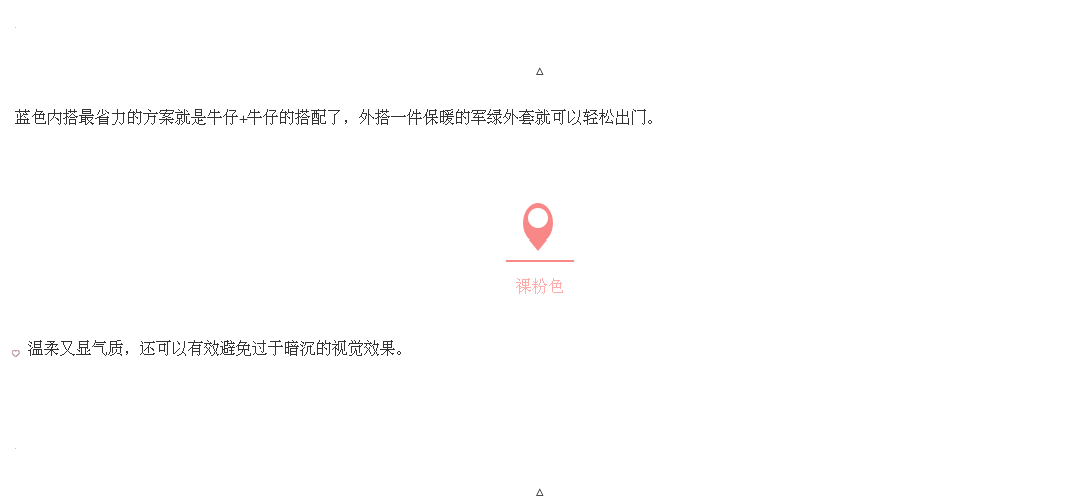 △
蓝色内搭最省力的方案就是牛仔+牛仔的搭配了，外搭一件保暖的军绿外套就可以轻松出门。
裸粉色
温柔又显气质，还可以有效避免过于暗沉的视觉效果。
△